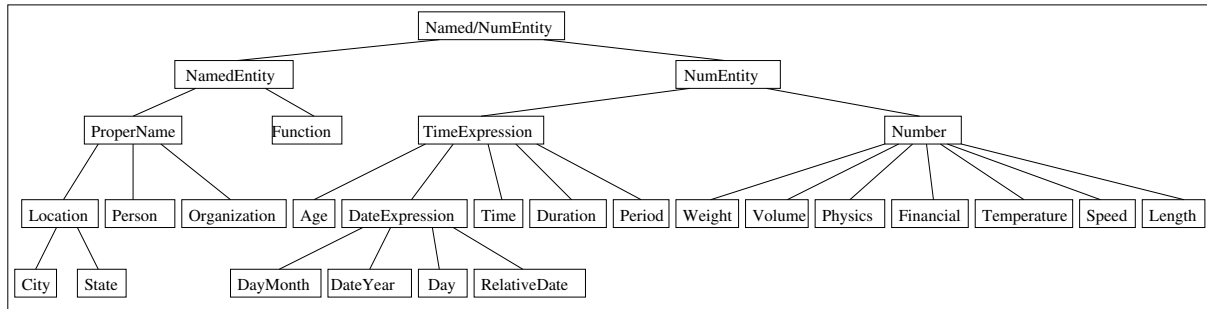 Named/NumEntity
NamedEntity NumEntity
ProperName Function TimeExpression Number
Location Person Organization Age DateExpression Time Duration Period Weight Volume Physics Financial Temperature Speed Length
City State DayMonth DateYear Day RelativeDate